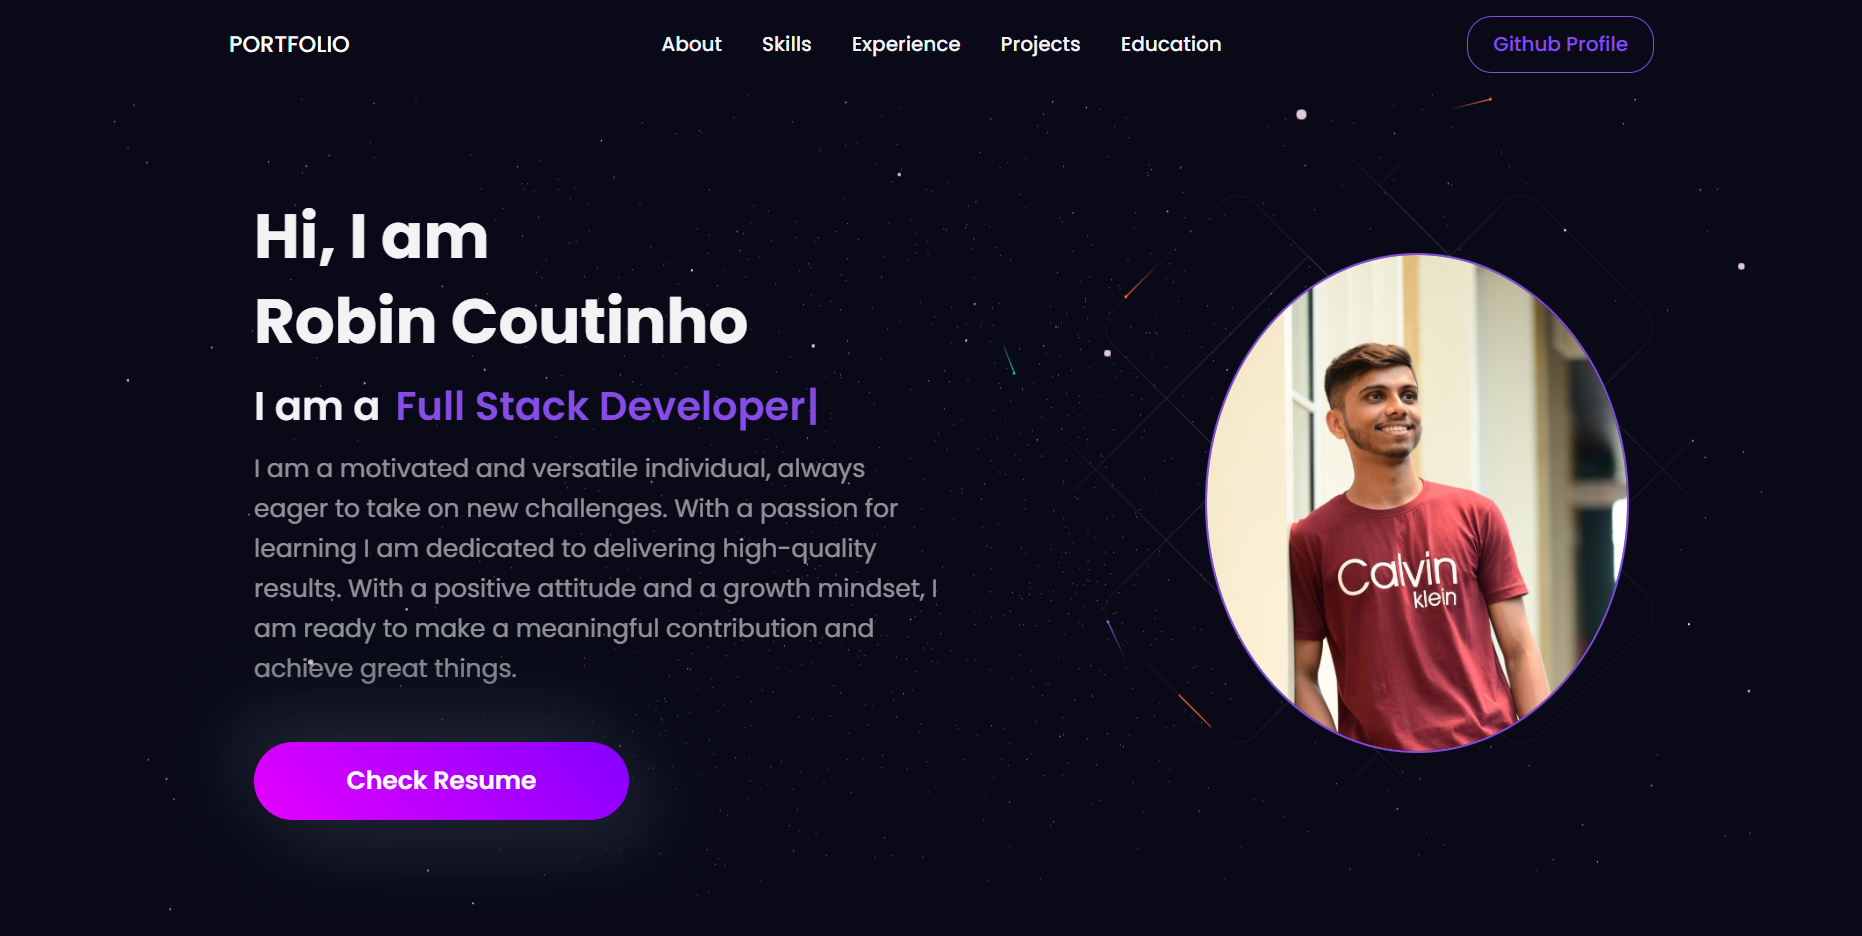 PORTFOLIO
About
Skills
Experience
Projects
Education
Github Profile
Hi, I am
Robin Coutinho
I am a Full Stack Developer|
I am a motivated and versatile individual, always
eager to take on new challenges. With a passion for
learning I am dedicated to delivering high-quality
results. With a positive attitude and a growth mindset, I
am ready to make a meaningful contribution and
achieve great things.
Check Resume
Calvin
klein